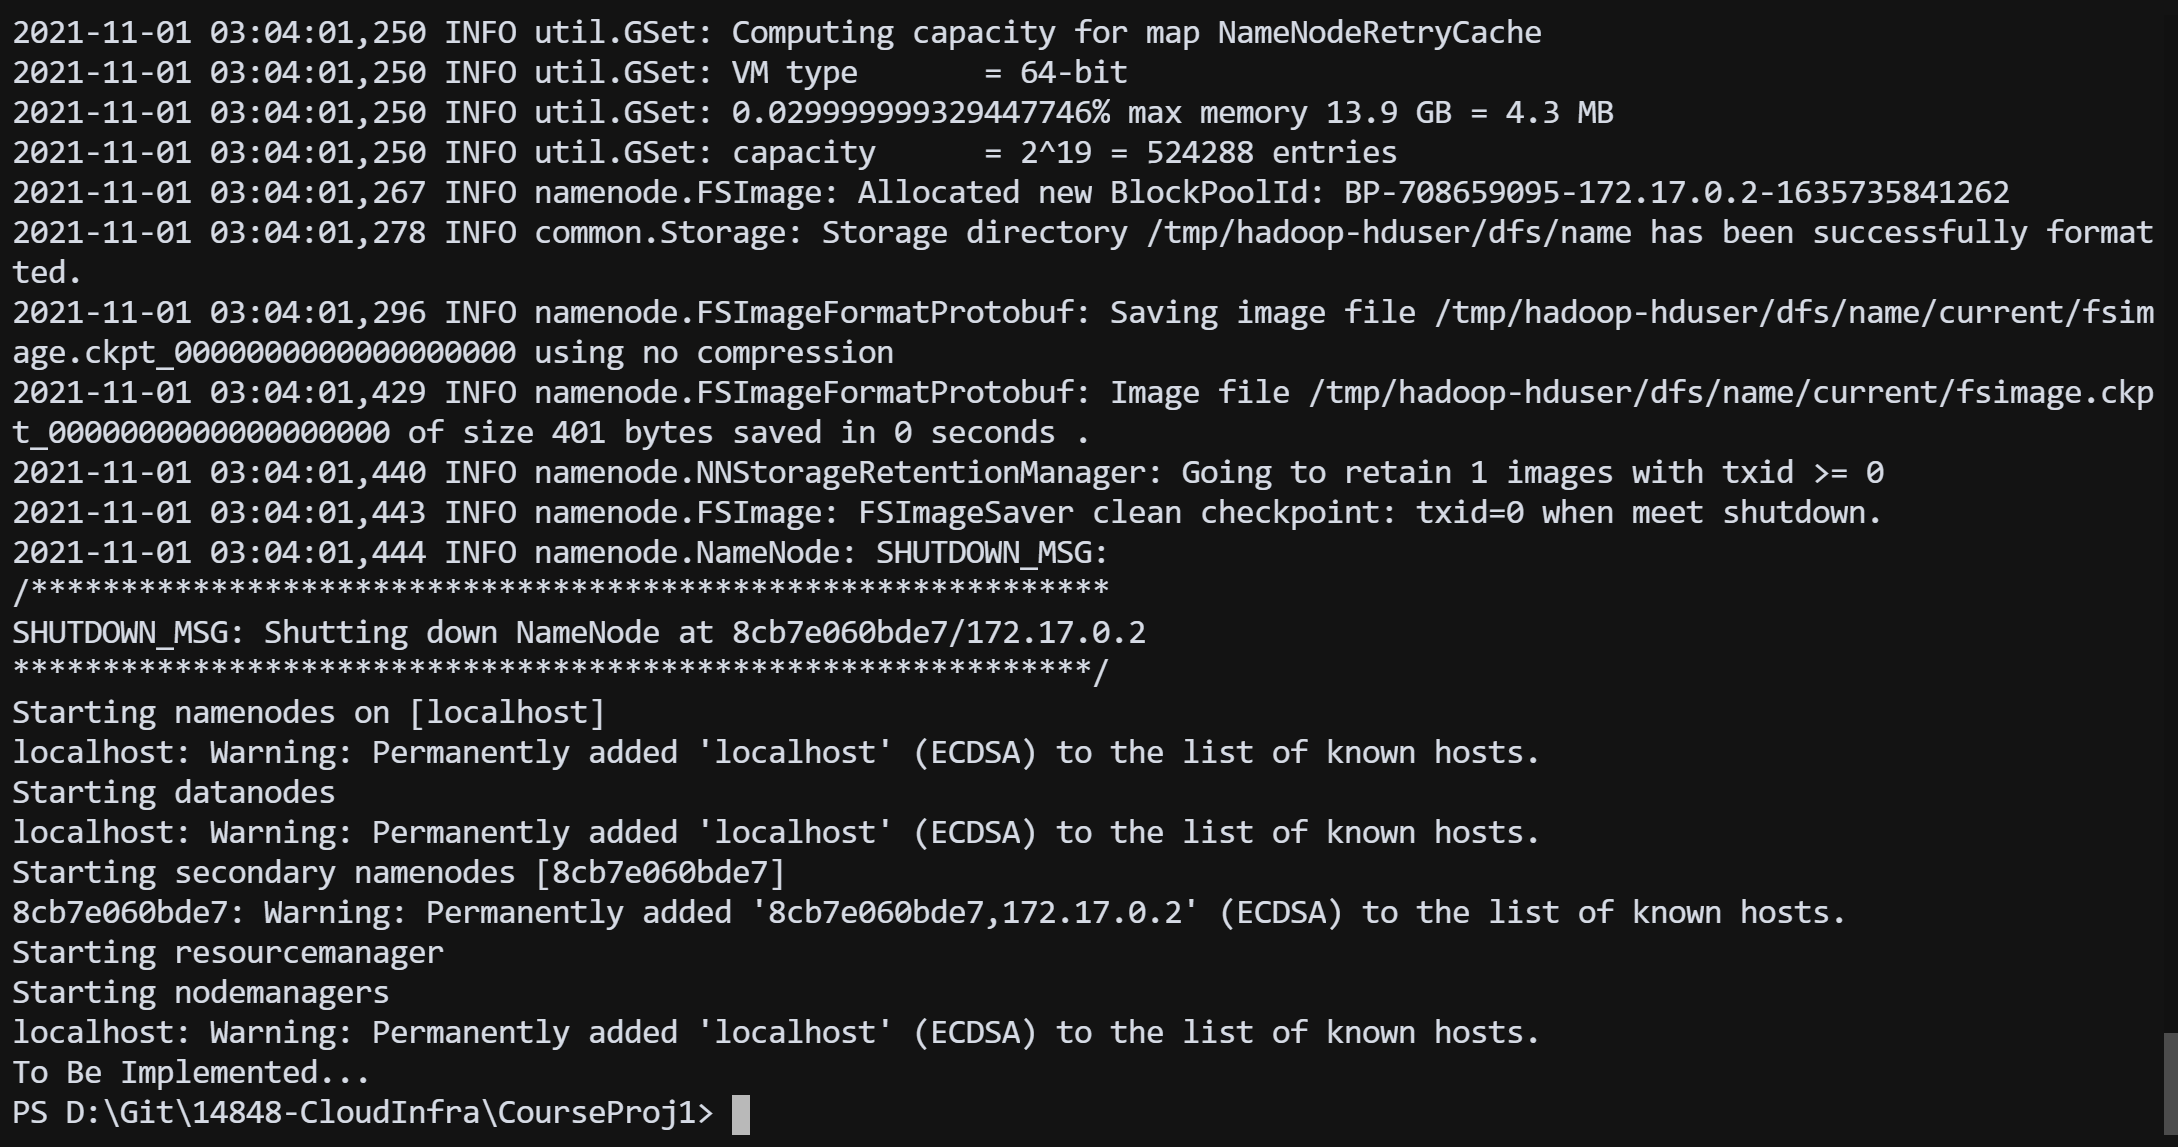 2021-11-01 03:04:01,250 INFO util.GSet: Computing capacity for map NameNodeRetryCache
2021-11-01 03:04:01,250 INFO util.GSet: VM type       = 64-bit
2021-11-01 03:04:01,250 INFO util.GSet: 0.029999999329447746% max memory 13.9 GB = 4.3 MB
2021-11-01 03:04:01,250 INFO util.GSet: capacity      = 2^19 = 524288 entries
2021-11-01 03:04:01,267 INFO namenode.FSImage: Allocated new BlockPoolId: BP-708659095-172.17.0.2-1635735841262
2021-11-01 03:04:01,278 INFO common.Storage: Storage directory /tmp/hadoop-hduser/dfs/name has been successfully format
ted.
2021-11-01 03:04:01,296 INFO namenode.FSImageFormatProtobuf: Saving image file /tmp/hadoop-hduser/dfs/name/current/fsim
age.ckpt_0000000000000000000 using no compression
2021-11-01 03:04:01,429 INFO namenode.FSImageFormatProtobuf: Image file /tmp/hadoop-hduser/dfs/name/current/fsimage.ckp
t_0000000000000000000 of size 401 bytes saved in 0 seconds .
2021-11-01 03:04:01,440 INFO namenode.NNStorageRetentionManager: Going to retain 1 images with txid >= 0
2021-11-01 03:04:01,443 INFO namenode.FSImage: FSImageSaver clean checkpoint: txid=0 when meet shutdown.
2021-11-01 03:04:01,444 INFO namenode.NameNode: SHUTDOWN_MSG:
/************************************************************
SHUTDOWN_MSG: Shutting down NameNode at 8cb7e060bde7/172.17.0.2
************************************************************/
Starting namenodes on [localhost]
localhost: Warning: Permanently added 'localhost' (ECDSA) to the list of known hosts.
Starting datanodes
localhost: Warning: Permanently added 'localhost' (ECDSA) to the list of known hosts.
Starting secondary namenodes [8cb7e060bde7]
8cb7e060bde7: Warning: Permanently added '8cb7e060bde7,172.17.0.2' (ECDSA) to the list of known hosts.
Starting resourcemanager
Starting nodemanagers
localhost: Warning: Permanently added 'localhost' (ECDSA) to the list of known hosts.
To Be Implemented...
PS D:\Git\14848-CloudInfra\CourseProj1>